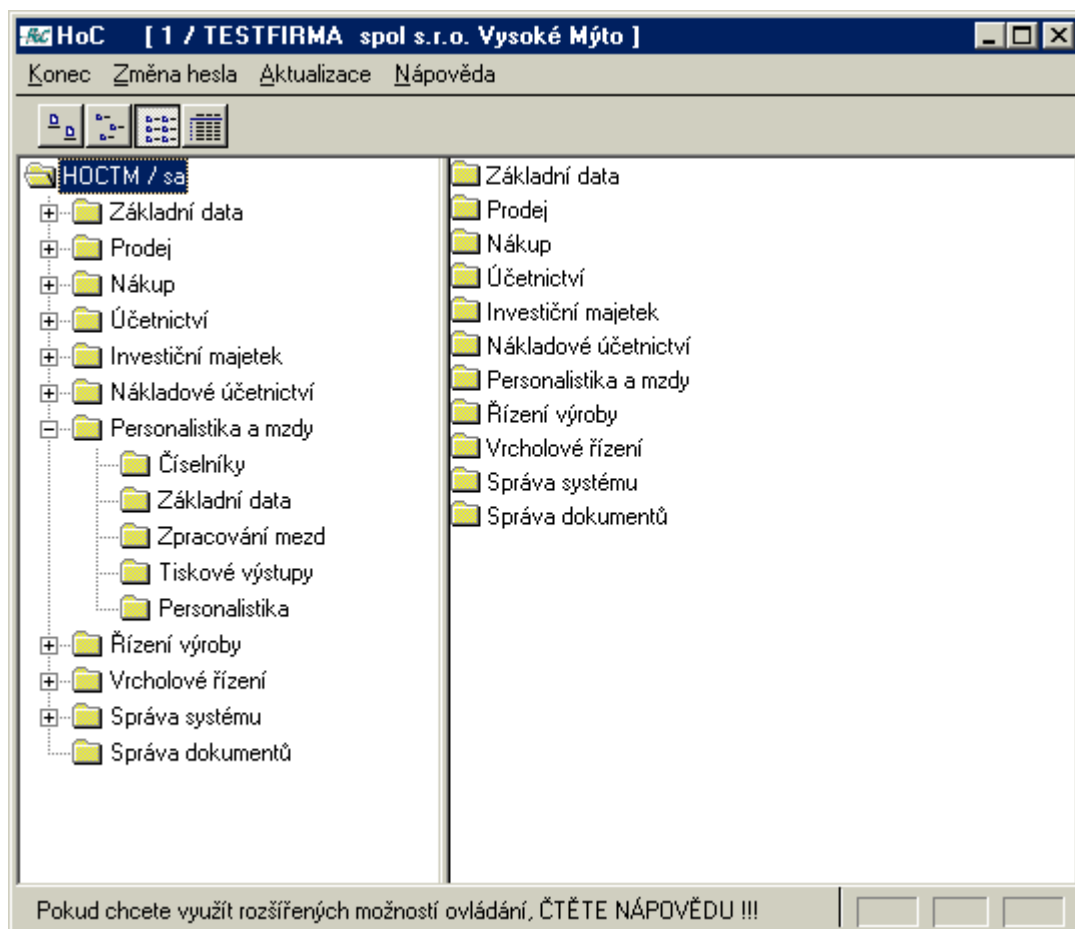 HoC [ 1 / TESTFIRMA spol s.r.o. Vysoké Mýto ]
Konec Změna hesla Aktualizace Nápověda
HOCTM / sa
Základní data
Prodej
Nákup
Účetnictví
Investiční majetek
Nákladové účetnictví
Personalistika a mzdy
Číselníky
Základní data
Zpracování mezd
Tiskové výstupy
Personalistika
Řízení výroby
Vrcholové řízení
Správa systému
Správa dokumentů
Základní data
Prodej
Nákup
Účetnictví
Investiční majetek
Nákladové účetnictví
Personalistika a mzdy
Řízení výroby
Vrcholové řízení
Správa systému
Správa dokumentů
Pokud chcete využít rozšířených možností ovládání, ČTĚTE NÁPOVĚDU !!!